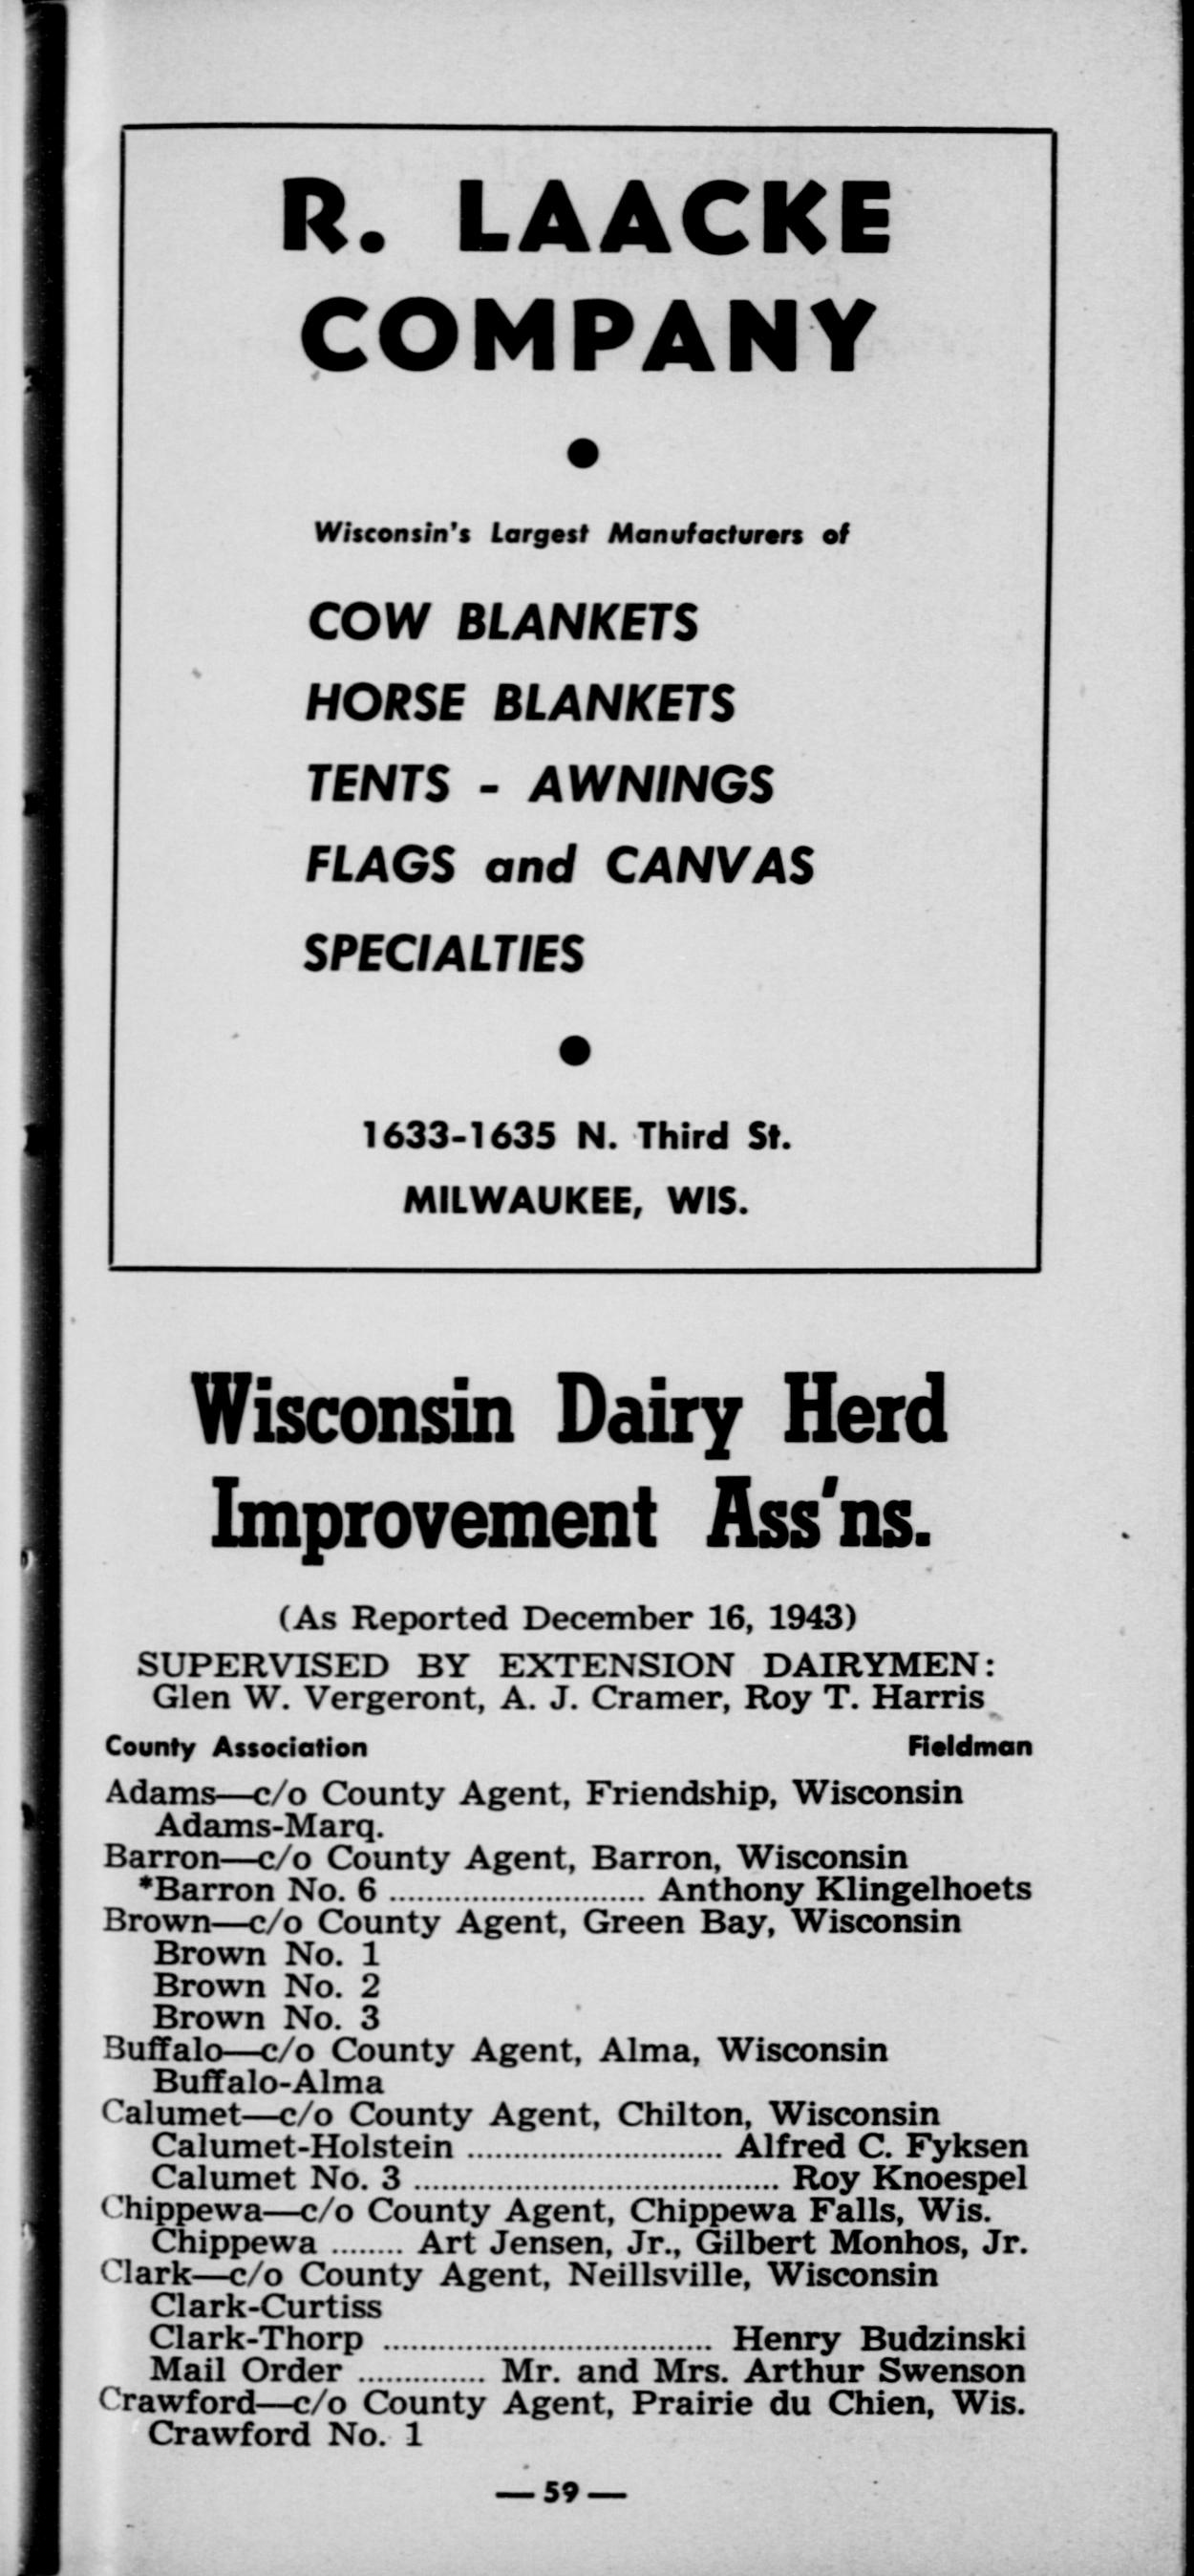 R. LAACKE
COMPANY
●
Wisconsin's Largest Manufacturers of
COW BLANKETS
HORSE BLANKETS
TENTS - AWNINGS
FLAGS and CANVAS
SPECIALTIES
●
1633-1635 N. Third St.
MILWAUKEE, WIS.
Wisconsin Dairy Herd
Improvement Ass'ns.
(As Reported December 16, 1943)
SUPERVISED BY EXTENSION DAIRYMEN:
Glen W. Vergeront, A. J. Cramer, Roy T. Harris
County Association Fieldman
Adams—c/o County Agent, Friendship, Wisconsin
Adams-Marq.
Barron—c/o County Agent, Barron, Wisconsin
*Barron No. 6 ............................ Anthony Klingelhoets
Brown—c/o County Agent, Green Bay, Wisconsin
Brown No. 1
Brown No. 2
Brown No. 3
Buffalo—c/o County Agent, Alma, Wisconsin
Buffalo-Alma
Calumet—c/o County Agent, Chilton, Wisconsin
Calumet-Holstein ............................ Alfred C. Fyksen
Calumet No. 3 ........................................ Roy Knoespel
Chippewa—c/o County Agent, Chippewa Falls, Wis.
Chippewa ........ Art Jensen, Jr., Gilbert Monhos, Jr.
Clark—c/o County Agent, Neillsville, Wisconsin
Clark-Curtiss
Clark-Thorp .................................... Henry Budzinski
Mail Order .............. Mr. and Mrs. Arthur Swenson
Crawford—c/o County Agent, Prairie du Chien, Wis.
Crawford No. 1
— 59 —